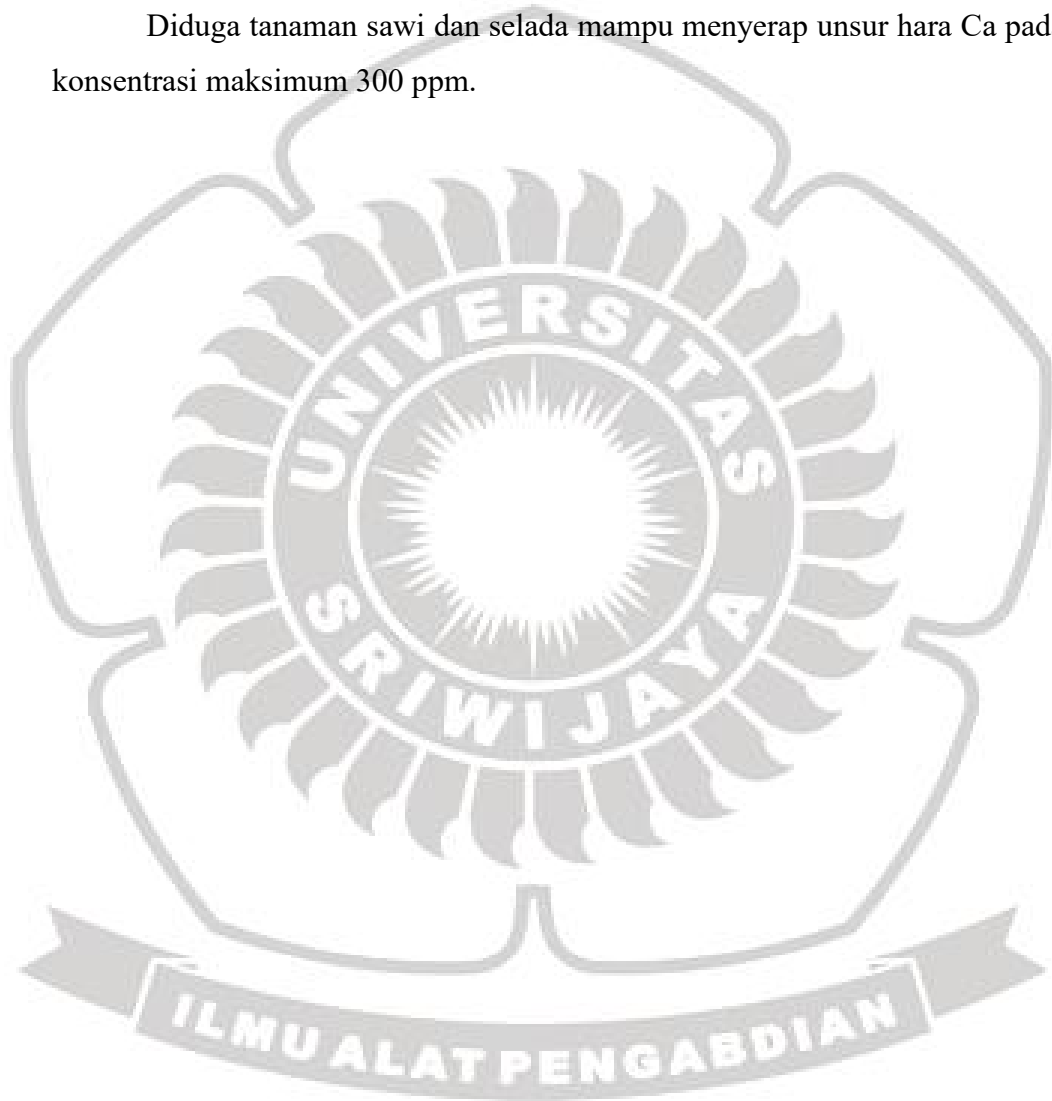 Diduga tanaman sawi dan selada mampu menyerap unsur hara Ca pad
konsentrasi maksimum 300 ppm.
UNIVERSITAS
SRIWIJAYA
ILMU ALAT PENGABDIAN